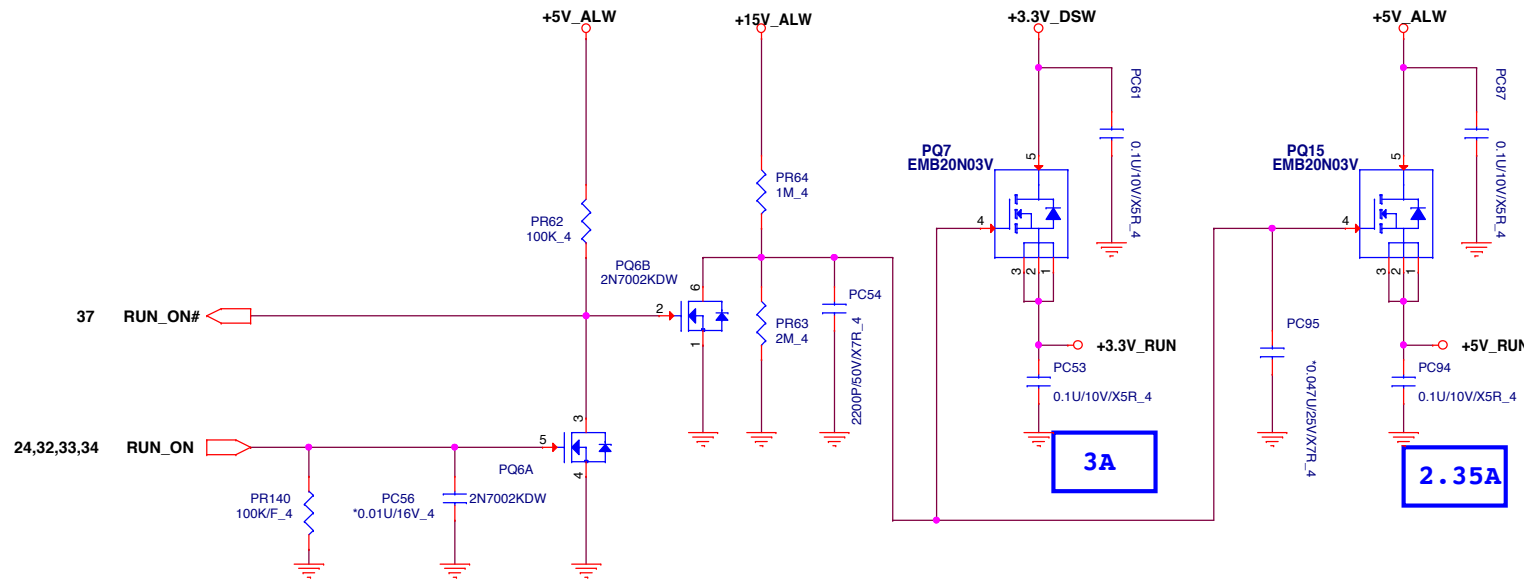 +5V_ALW
+15V_ALW
+3.3V_DSW
+5V_ALW
PC61
0.1U/10V/X5R_4
PC87
0.1U/10V/X5R_4
PQ7
EMB20N03V
5
4
3
2
1
PQ15
EMB20N03V
5
4
3
2
1
PR64
1M_4
PR62
100K_4
PQ6B
2N7002KDW
6
2
1
PC54
2200P/50V/X7R_4
PR63
2M_4
37 RUN_ON#
+3.3V_RUN
PC53
0.1U/10V/X5R_4
PC95
*0.047U/25V/X7R_4
+5V_RUN
PC94
0.1U/10V/X5R_4
24,32,33,34 RUN_ON
3
5
4
PQ6A
2N7002KDW
PR140
100K/F_4
PC56
*0.01U/16V_4
3A
2.35A